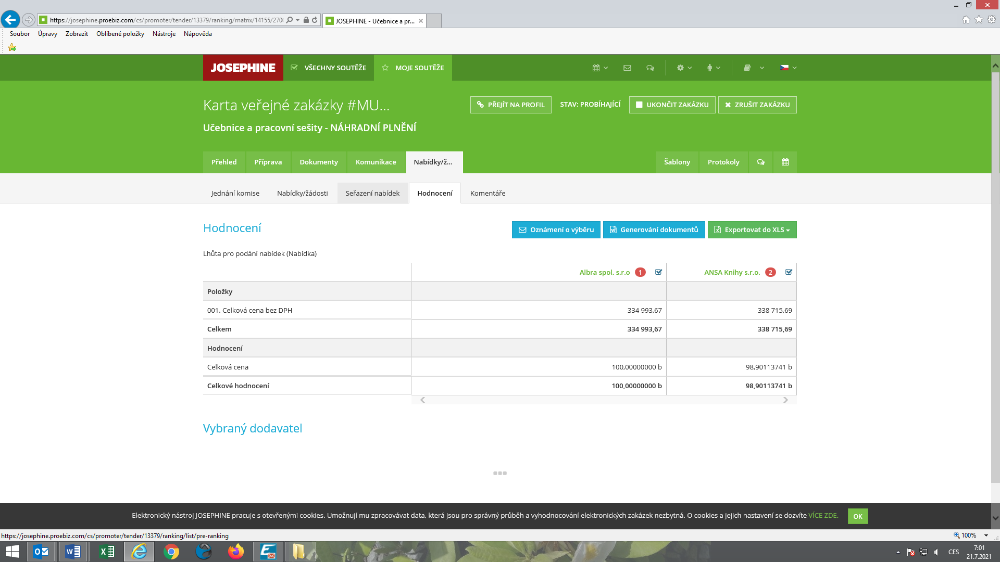 https://josephine.proebiz.com/cs/promoter/tender/13379/ranking/matrix/14155/270
JOSEPHINE - Učebnice a pr...
Soubor Úpravy Zobrazit Oblíbené položky Nástroje Nápověda
JOSEPHINE VŠECHNY SOUTĚŽE MOJE SOUTĚŽE
Karta veřejné zakázky #MU...
PŘEJÍT NA PROFIL STAV: PROBÍHAJÍCÍ UKONČIT ZAKÁZKU ZRUŠIT ZAKÁZKU
Učebnice a pracovní sešity - NÁHRADNÍ PLNĚNÍ
Přehled Příprava Dokumenty Komunikace Nabídky/ž... Šablony Protokoly
Jednání komise Nabídky/žádosti Seřazení nabídek Hodnocení Komentáře
Hodnocení
Oznámení o výběru Generování dokumentů Exportovat do XLS
Lhůta pro podání nabídek (Nabídka)
Albra spol. s.r.o 1 ANSA Knihy s.r.o. 2
Položky
001. Celková cena bez DPH 334 993,67 338 715,69
Celkem 334 993,67 338 715,69
Hodnocení
Celková cena 100,00000000 b 98,90113741 b
Celkové hodnocení 100,00000000 b 98,90113741 b
Vybraný dodavatel
Elektronický nástroj JOSEPHINE pracuje s otevřenými cookies. Umožnují mu zpracovávat data, která jsou pro správný průběh a vyhodnocování elektronických zakázek nezbytná. O cookies a jejich nastavení se dozvíte VÍCE ZDE. OK
https://josephine.proebiz.com/cs/promoter/tender/13379/ranking/list/pre-ranking
100%
CES
7:01
21.7.2021